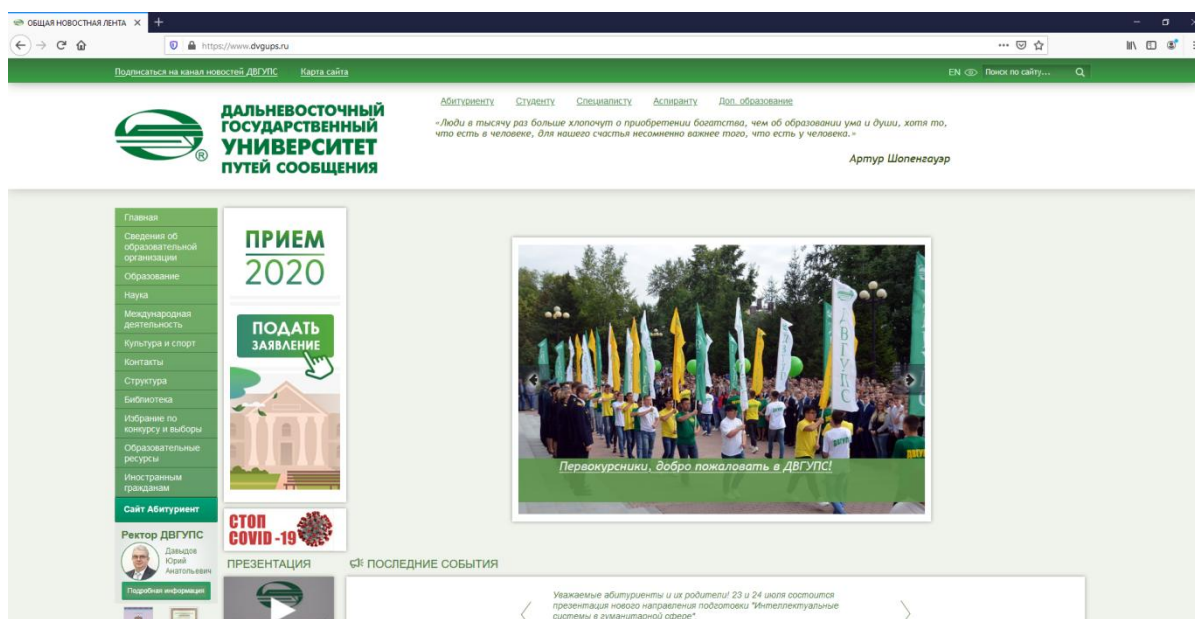 ОБЩАЯ НОВОСТНАЯ ЛЕНТА
https://www.dvgups.ru
Подписаться на канал новостей ДВГУПС Карта сайта
EN Поиск по сайту...
Абитуриенту Студенту Специалисту Аспиранту Доп. образование
ДАЛЬНЕВОСТОЧНЫЙ
ГОСУДАРСТВЕННЫЙ
УНИВЕРСИТЕТ
ПУТЕЙ СООБЩЕНИЯ
®
«Люди в тысячу раз больше хлопочут о приобретении богатства, чем об образовании ума и души, хотя то,
что есть в человеке, для нашего счастья несомненно важнее того, что есть у человека.»
Артур Шопенгауэр
Главная
Сведения об
образовательной
организации
Образование
Наука
Международная
деятельность
Культура и спорт
Контакты
Структура
Библиотека
Избрание по
конкурсу и выборы
Образовательные
ресурсы
Иностранным
гражданам
Сайт Абитуриент
Ректор ДВГУПС
Давыдов
Юрий
Анатольевич
Подробная информация
ПРИЕМ
2020
ПОДАТЬ
ЗАЯВЛЕНИЕ
СТОП
COVID-19
ПРЕЗЕНТАЦИЯ
ДВГУПС
Первокурсники, добро пожаловать в ДВГУПС!
ПОСЛЕДНИЕ СОБЫТИЯ
Уважаемые абитуриенты и их родители! 23 и 24 июля состоится
презентация нового направления подготовки "Интеллектуальные
системы в гуманитарной сфере"